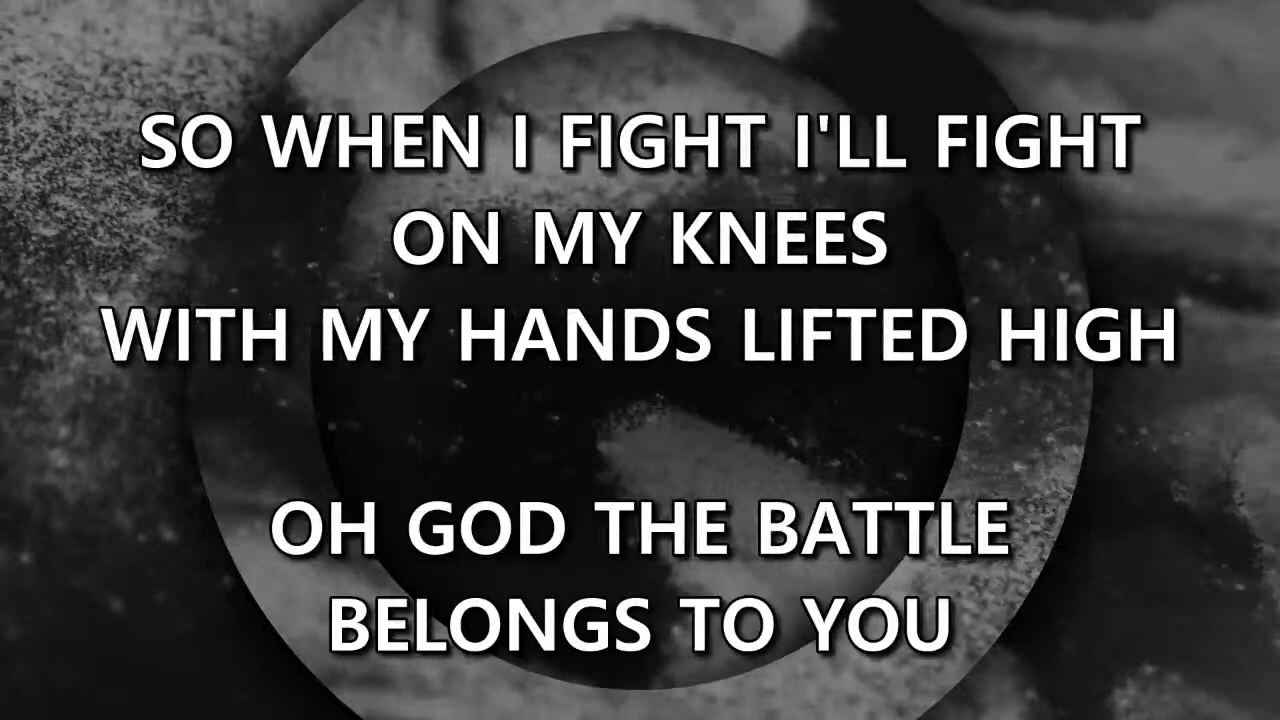 SO WHEN I FIGHT I'LL FIGHT
ON MY KNEES
WITH MY HANDS LIFTED HIGH
OH GOD THE BATTLE
BELONGS TO YOU